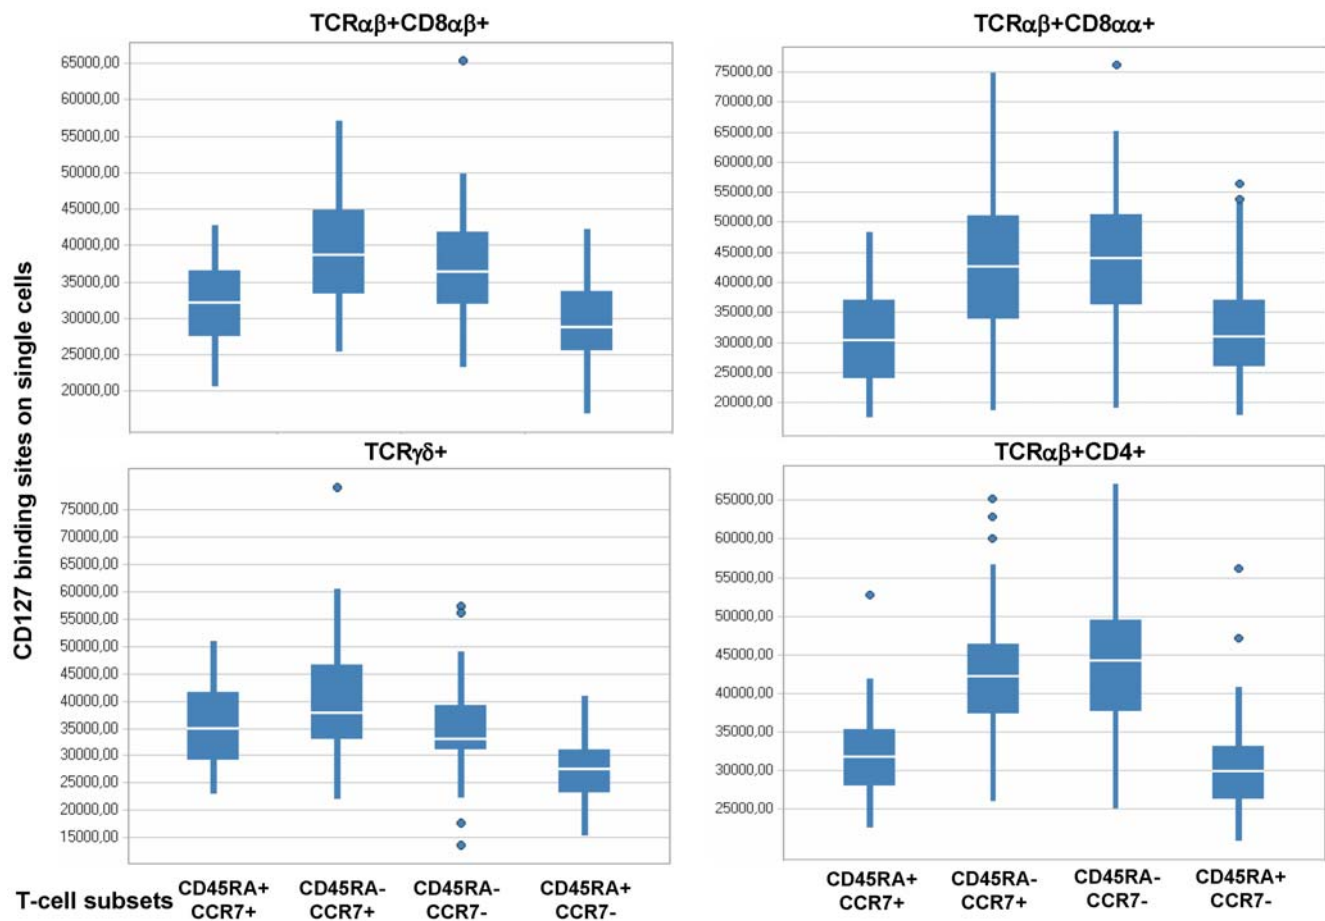 TCRαβ+CD8αβ+
65000,00
60000,00
55000,00
50000,00
45000,00
40000,00
35000,00
30000,00
25000,00
20000,00
TCRαβ+CD8αα+
75000,00
70000,00
65000,00
60000,00
55000,00
50000,00
45000,00
40000,00
35000,00
30000,00
25000,00
20000,00
CD127 binding sites on single cells
TCRγδ+
75000,00
70000,00
65000,00
60000,00
55000,00
50000,00
45000,00
40000,00
35000,00
30000,00
25000,00
20000,00
15000,00
TCRαβ+CD4+
65000,00
60000,00
55000,00
50000,00
45000,00
40000,00
35000,00
30000,00
25000,00
T-cell subsets
CD45RA+
CCR7+
CD45RA-
CCR7+
CD45RA-
CCR7-
CD45RA+
CCR7-
CD45RA+
CCR7+
CD45RA-
CCR7+
CD45RA-
CCR7-
CD45RA+
CCR7-